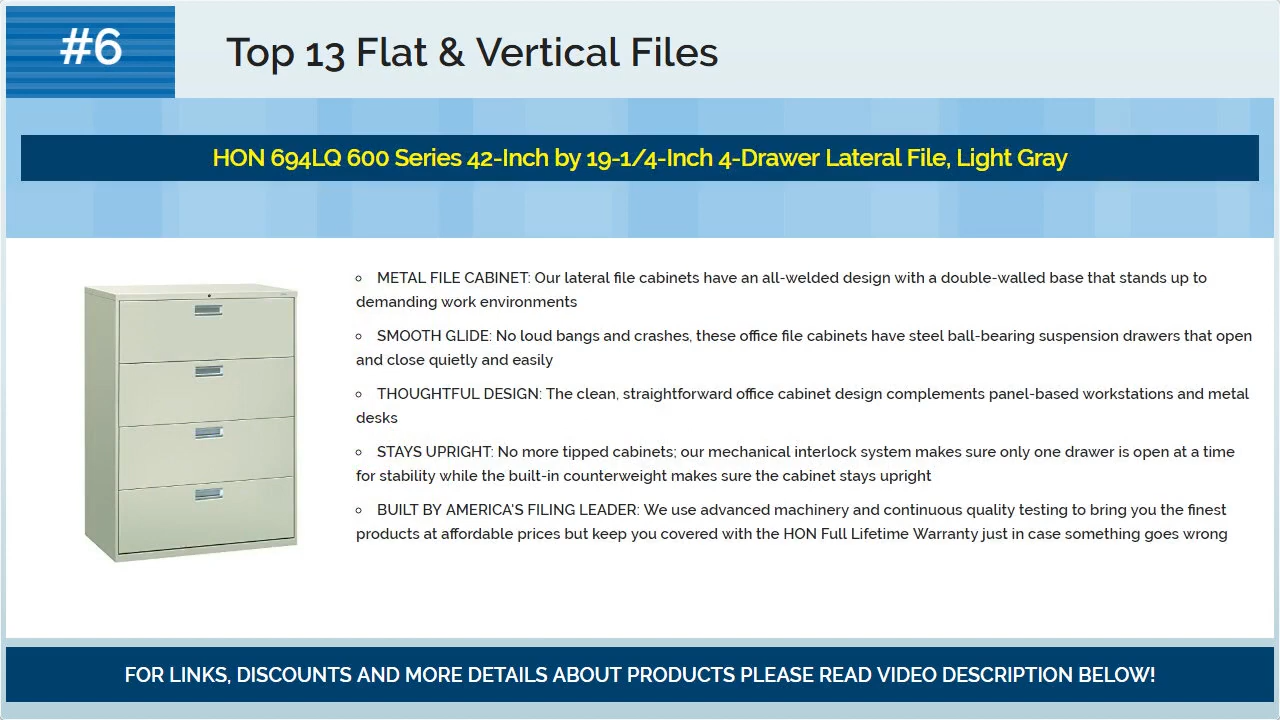 #6
Top 13 Flat & Vertical Files
HON 694LQ 600 Series 42-Inch by 19-1/4-Inch 4-Drawer Lateral File, Light Gray
METAL FILE CABINET: Our lateral file cabinets have an all-welded design with a double-walled base that stands up to
demanding work environments
SMOOTH GLIDE: No loud bangs and crashes, these office file cabinets have steel ball-bearing suspension drawers that open
and close quietly and easily
THOUGHTFUL DESIGN: The clean, straightforward office cabinet design complements panel-based workstations and metal
desks
STAYS UPRIGHT: No more tipped cabinets; our mechanical interlock system makes sure only one drawer is open at a time
for stability while the built-in counterweight makes sure the cabinet stays upright
BUILT BY AMERICA'S FILING LEADER: We use advanced machinery and continuous quality testing to bring you the finest
products at affordable prices but keep you covered with the HON Full Lifetime Warranty just in case something goes wrong
FOR LINKS, DISCOUNTS AND MORE DETAILS ABOUT PRODUCTS PLEASE READ VIDEO DESCRIPTION BELOW!